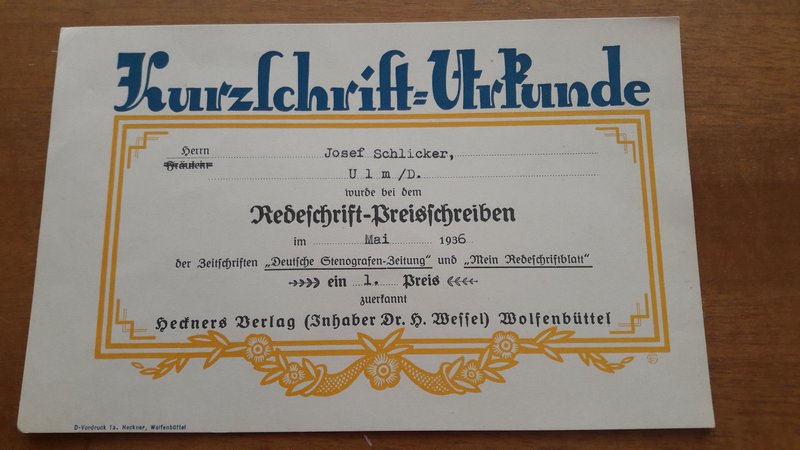 Kurzschrift-Urkunde
Herrn
Fräulein
Josef Schlicker,
Ulm/D.
wurde bei dem
Redeschrift-Preisschreiben
im Mai 1936
der Zeitschriften „Deutsche Stenografen-Zeitung“ und „Mein Redeschriftblatt“
ein 1. Preis
zuerkannt
Heckners Verlag (Inhaber Dr. H. Wessel) Wolfenbüttel
D-Vordruck 1a. Heckner, Wolfenbüttel